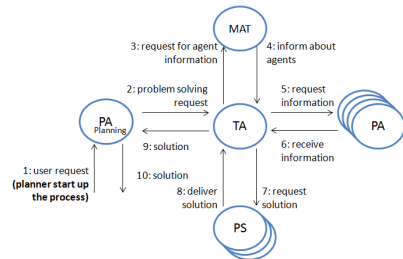 MAT
3: request for agent
information
4: inform about
agents
2: problem solving
request
5: request
information
PA
Planning
TA
PA
9: solution
6: receive
information
1: user request
(planner start up
the process)
10: solution
8: deliver
solution
7: request
solution
PS